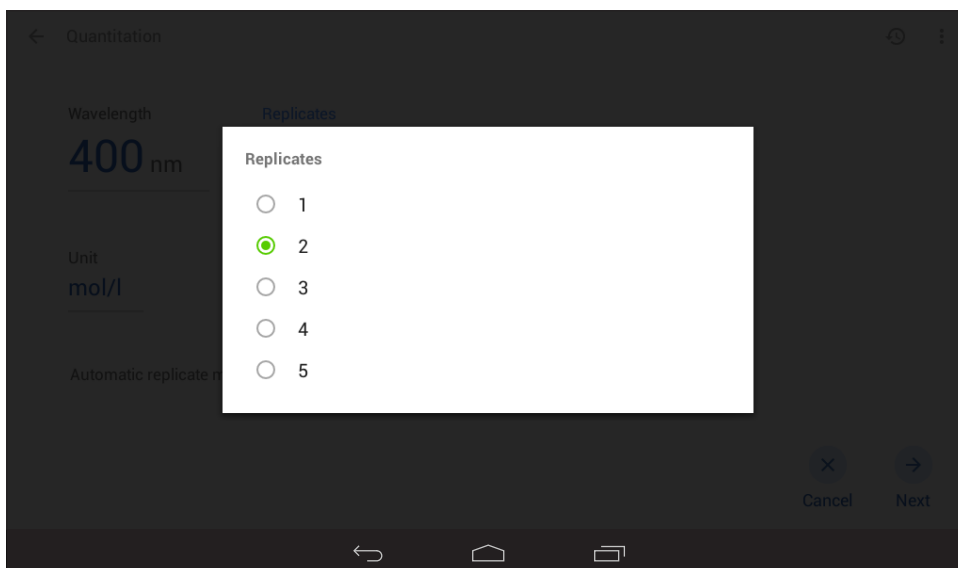 Quantitation
Wavelength Replicates
400 nm
Replicates
1
2
Unit
mol/l
3
4
5
Automatic replicate
Cancel Next